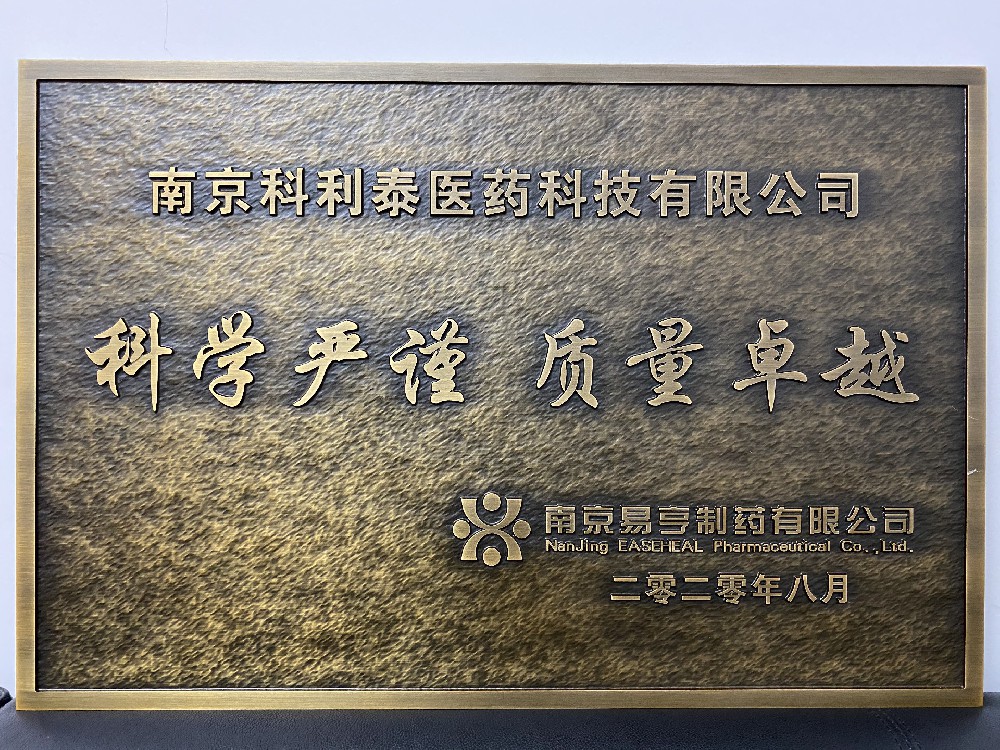 南京科利泰医药科技有限公司
科学严谨 质量卓越
南京易亨制药有限公司
NanJing EASEHEAL Pharmaceutical Co.,Ltd.
二零二零年八月